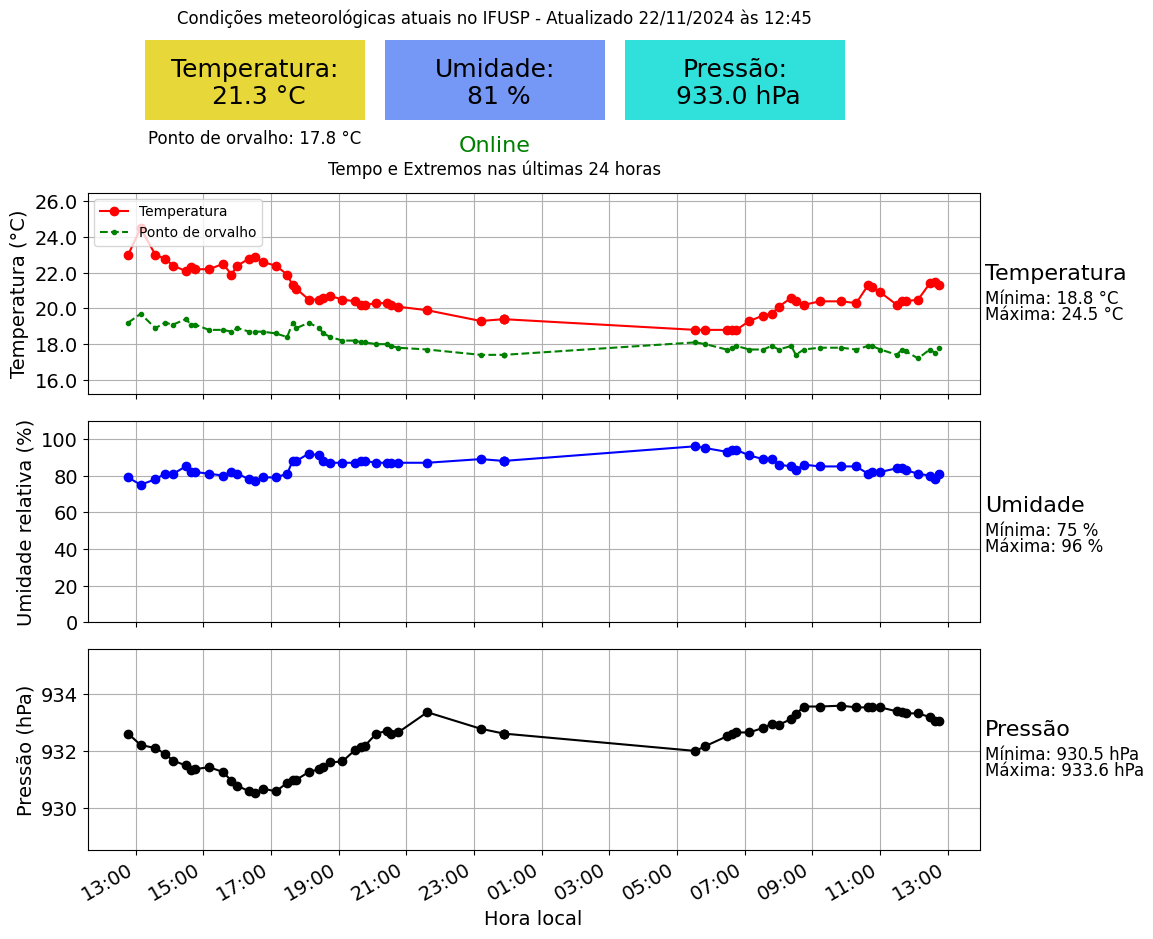 Condições meteorológicas atuais no IFUSP - Atualizado 22/11/2024 às 12:45
Temperatura:
21.3 °C
Umidade:
81 %
Pressão:
933.0 hPa
Ponto de orvalho: 17.8 °C
Online
Tempo e Extremos nas últimas 24 horas
Temperatura (°C)
26.0
24.0
22.0
20.0
18.0
16.0
Temperatura
Ponto de orvalho
Temperatura
Mínima: 18.8 °C
Máxima: 24.5 °C
Umidade relativa (%)
100
80
60
40
20
0
Umidade
Mínima: 75 %
Máxima: 96 %
Pressão (hPa)
934
932
930
Pressão
Mínima: 930.5 hPa
Máxima: 933.6 hPa
13:00 15:00 17:00 19:00 21:00 23:00 01:00 03:00 05:00 07:00 09:00 11:00 13:00
Hora local